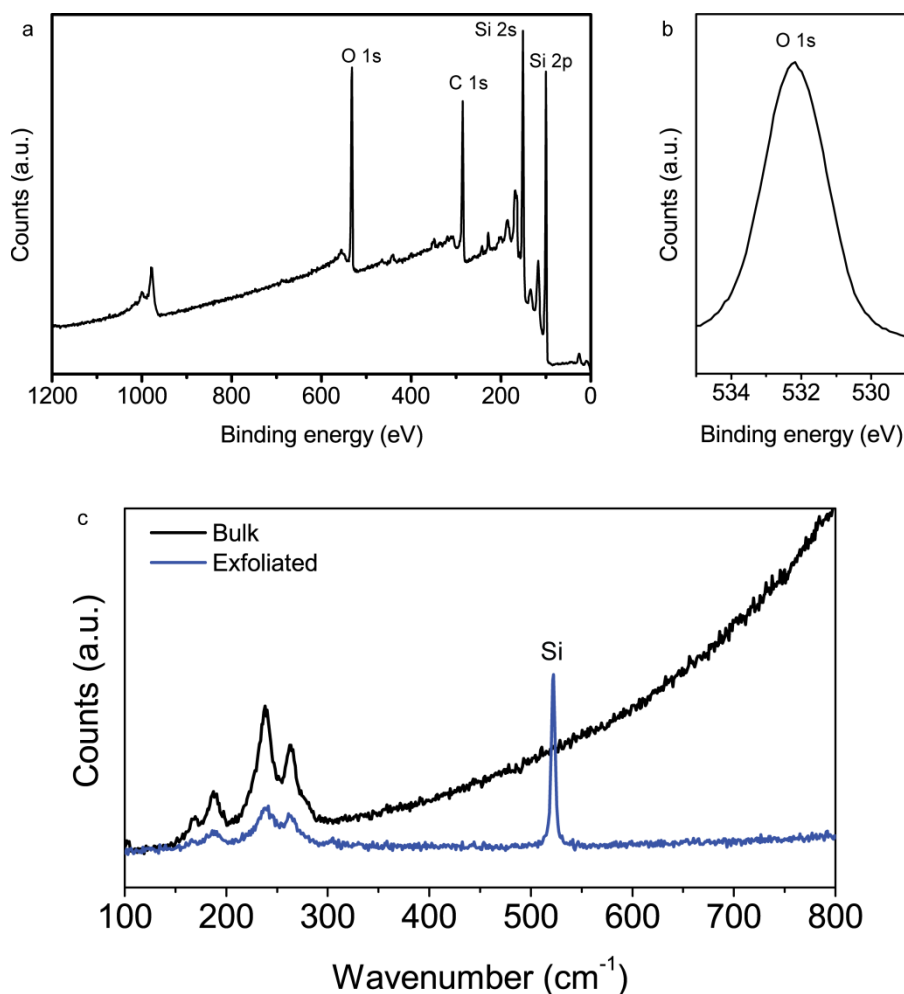 a
Si 2s
O 1s
Si 2p
C 1s
Counts (a.u.)
1200 1000 800 600 400 200 0
Binding energy (eV)
b
O 1s
Counts (a.u.)
534 532 530
Binding energy (eV)
c
Bulk
Exfoliated
Si
Counts (a.u.)
100 200 300 400 500 600 700 800
Wavenumber (cm⁻¹)